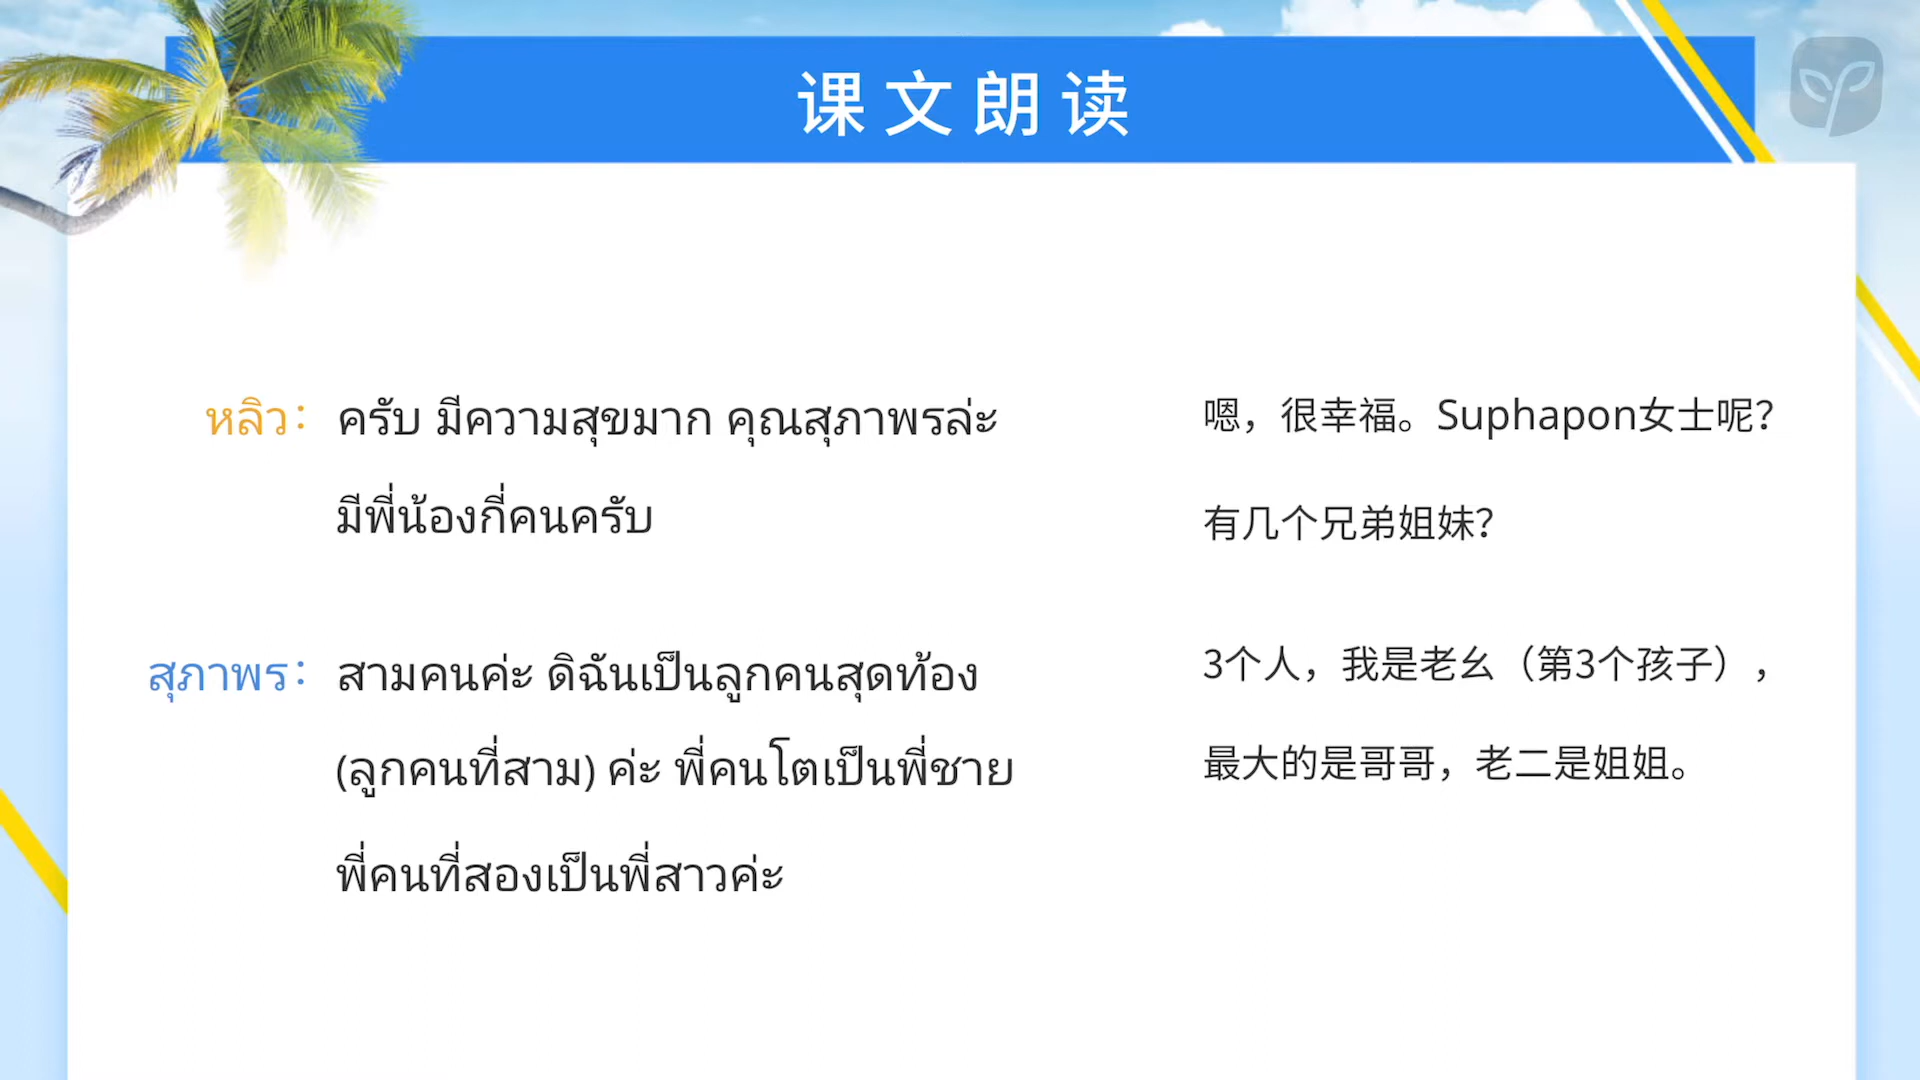 课文朗读
หลิว: ครับ มีความสุขมาก คุณสุภาพรล่ะ
มีพี่น้องกี่คนครับ
嗯，很幸福。Suphapon女士呢？
有几个兄弟姐妹？
สุภาพร: สามคนค่ะ ดิฉันเป็นลูกคนสุดท้อง
(ลูกคนที่สาม) ค่ะ พี่คนโตเป็นพี่ชาย
พี่คนที่สองเป็นพี่สาวค่ะ
3个人，我是老幺（第3个孩子），
最大的是哥哥，老二是姐姐。